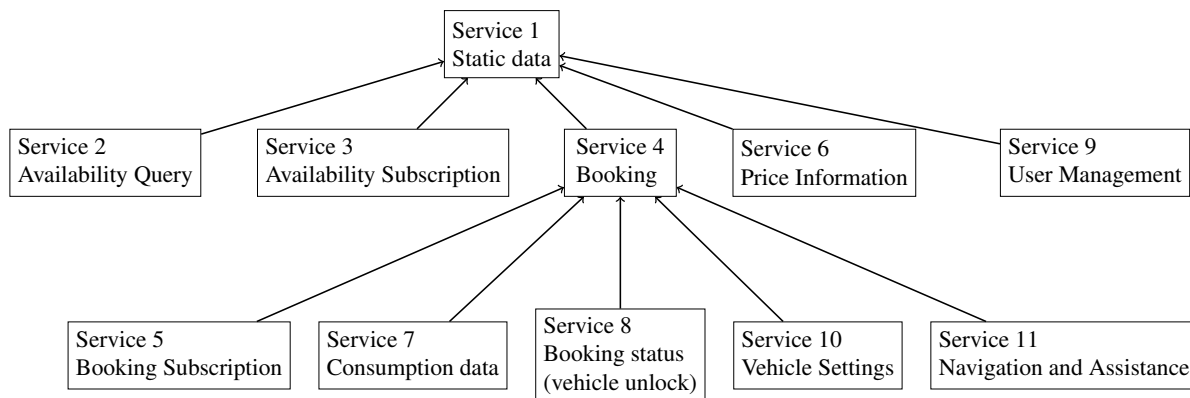 Service 1
Static data
Service 2
Availability Query
Service 3
Availability Subscription
Service 4
Booking
Service 6
Price Information
Service 9
User Management
Service 5
Booking Subscription
Service 7
Consumption data
Service 8
Booking status
(vehicle unlock)
Service 10
Vehicle Settings
Service 11
Navigation and Assistance